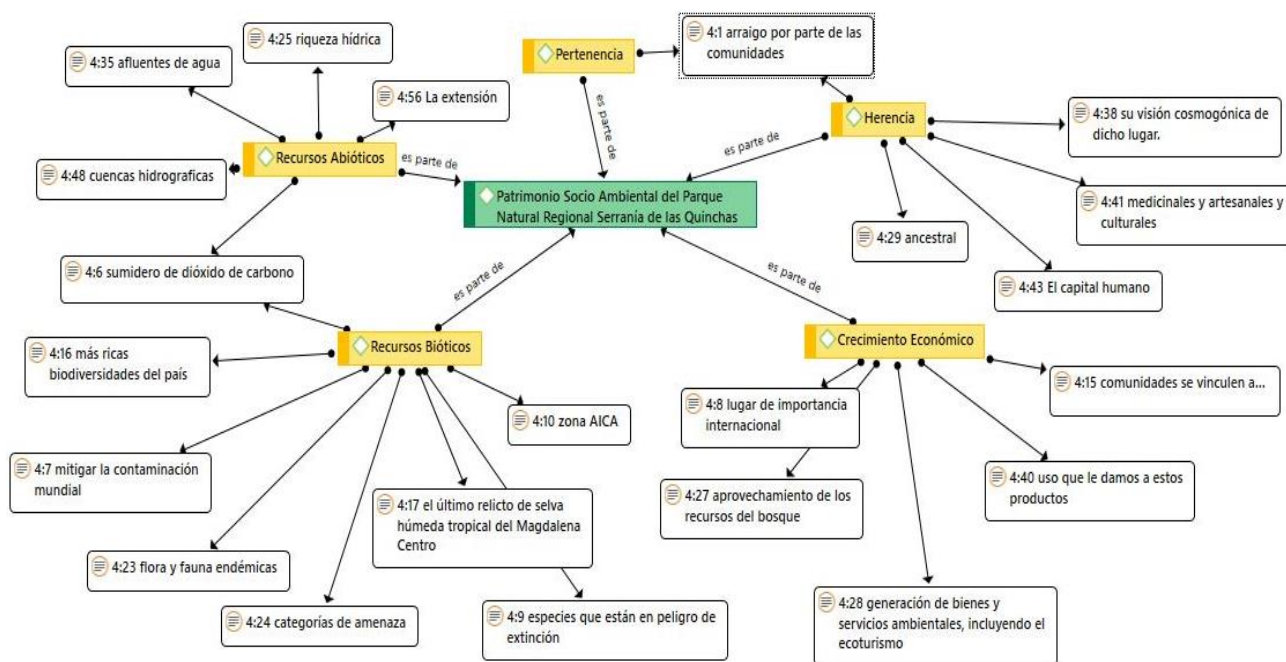 4:25 riqueza hídrica
4:35 afluentes de agua
4:56 La extensión
Recursos Abióticos
4:48 cuencas hidrograficas
es parte de
Pertenencia
es parte de
4:1 arraigo por parte de las
comunidades
Herencia
es parte de
4:38 su visión cosmogónica de
dicho lugar.
4:41 medicinales y artesanales y
culturales
4:29 ancestral
4:43 El capital humano
Patrimonio Socio Ambiental del Parque
Natural Regional Serranía de las Quinchas
4:6 sumidero de dióxido de carbono
es parte de
es parte de
Recursos Bióticos
4:16 más ricas
biodiversidades del país
4:10 zona AICA
4:7 mitigar la contaminación
mundial
4:17 el último relicto de selva
húmeda tropical del Magdalena
Centro
4:23 flora y fauna endémicas
4:24 categorías de amenaza
4:9 especies que están en peligro de
extinción
Crecimiento Económico
4:15 comunidades se vinculen a...
4:8 lugar de importancia
internacional
4:40 uso que le damos a estos
productos
4:27 aprovechamiento de los
recursos del bosque
4:28 generación de bienes y
servicios ambientales, incluyendo el
ecoturismo